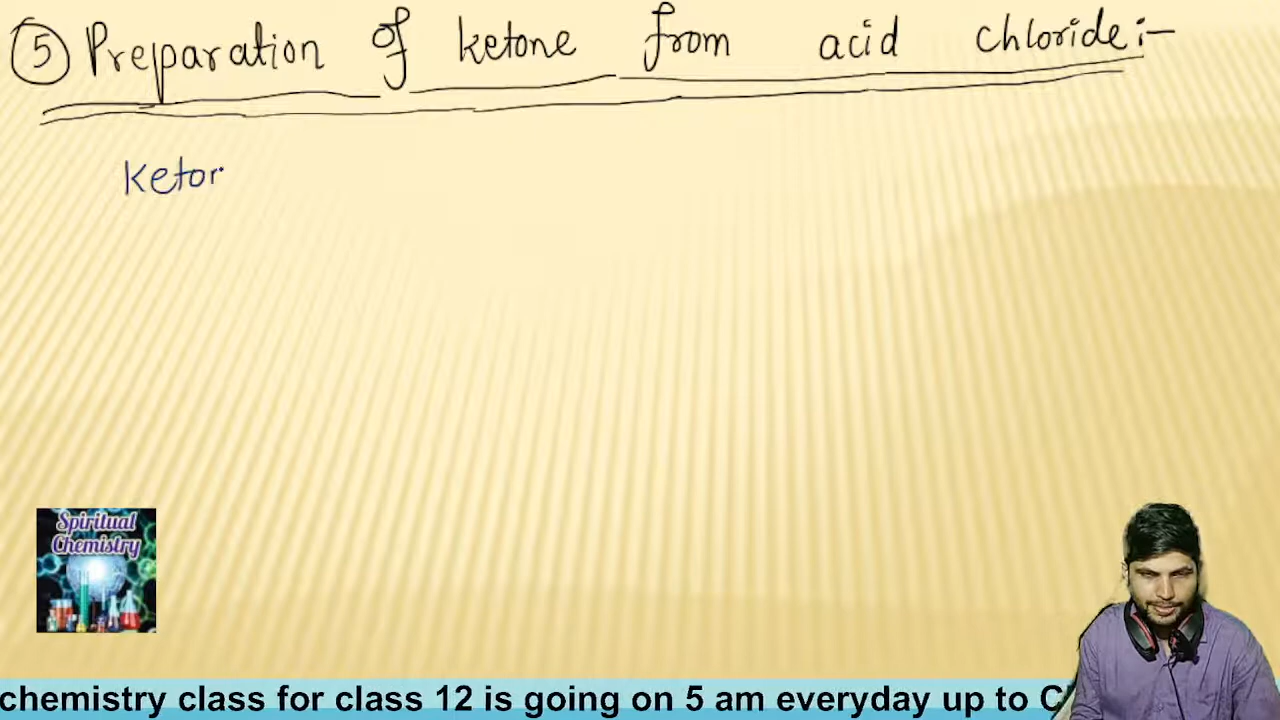 ⑤ Preparation of ketone from acid chloride:-
Ketor
Spiritual
Chemistry
chemistry class for class 12 is going on 5 am everyday up to C